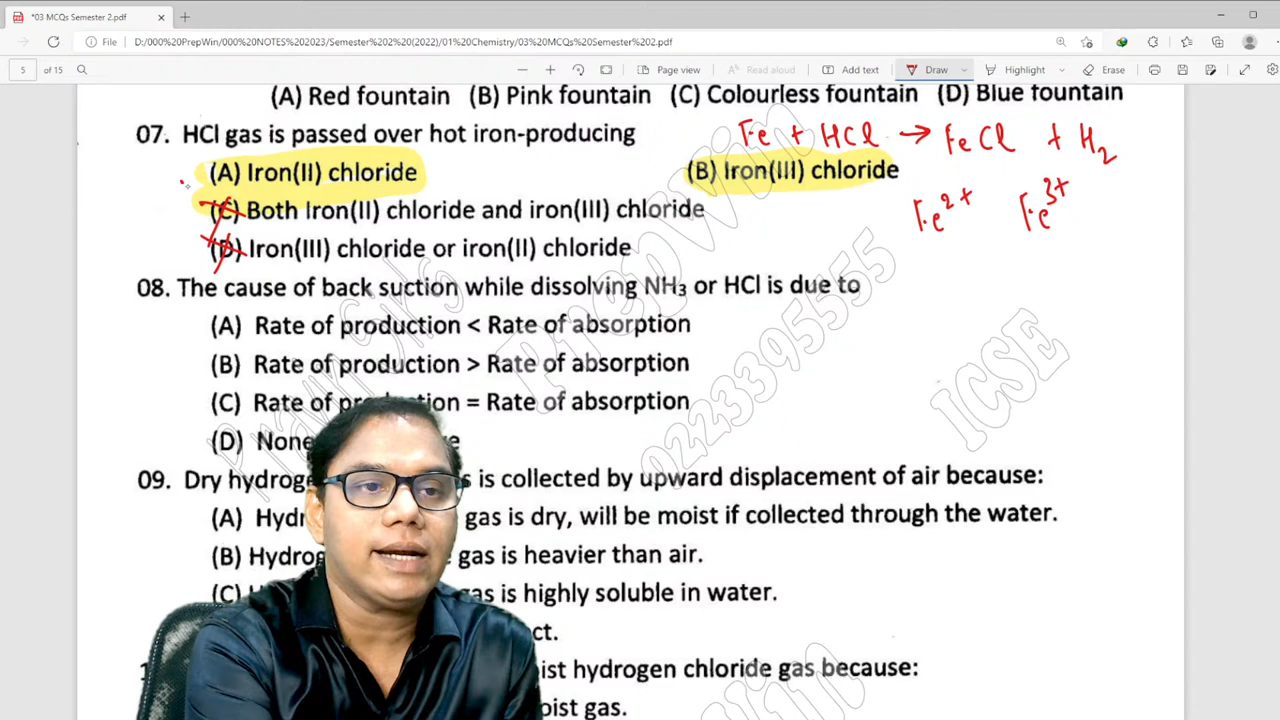 *03 MCQs Semester 2.pdf
File D:/000%20PrepWin/000%20NOTES%202023/Semester%202%20(2022)/01%20Chemistry/03%20MCQs%20Semester%202.pdf
5 of 15 Page view Read aloud Add text Draw Highlight Erase
(A) Red fountain (B) Pink fountain (C) Colourless fountain (D) Blue fountain
07. HCl gas is passed over hot iron-producing
Fe + HCl → FeCl + H2
(A) Iron(II) chloride (B) Iron(III) chloride
Fe2+ Fe3+
(C) Both Iron(II) chloride and iron(III) chloride
(D) Iron(III) chloride or iron(II) chloride
08. The cause of back suction while dissolving NH₃ or HCl is due to
(A) Rate of production < Rate of absorption
(B) Rate of production > Rate of absorption
(C) Rate of production = Rate of absorption
(D) None
09. Dry hydroge s is collected by upward displacement of air because:
(A) Hydr gas is dry, will be moist if collected through the water.
(B) Hydrog gas is heavier than air.
(C) gas is highly soluble in water.
ct.
ist hydrogen chloride gas because:
oist gas.
PrepWin
02233395555
ICSE